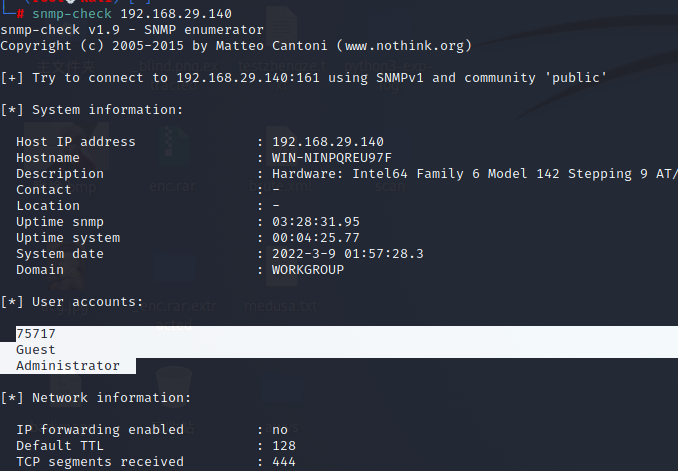 └─# snmp-check 192.168.29.140
snmp-check v1.9 - SNMP enumerator
Copyright (c) 2005-2015 by Matteo Cantoni (www.nothink.org)
[+] Try to connect to 192.168.29.140:161 using SNMPv1 and community 'public'
[*] System information:
Host IP address : 192.168.29.140
Hostname : WIN-NINPQREU97F
Description : Hardware: Intel64 Family 6 Model 142 Stepping 9 AT/
Contact : -
Location : -
Uptime snmp : 03:28:31.95
Uptime system : 00:04:25.77
System date : 2022-3-9 01:57:28.3
Domain : WORKGROUP
[*] User accounts:
75717
Guest
Administrator
[*] Network information:
IP forwarding enabled : no
Default TTL : 128
TCP segments received : 444